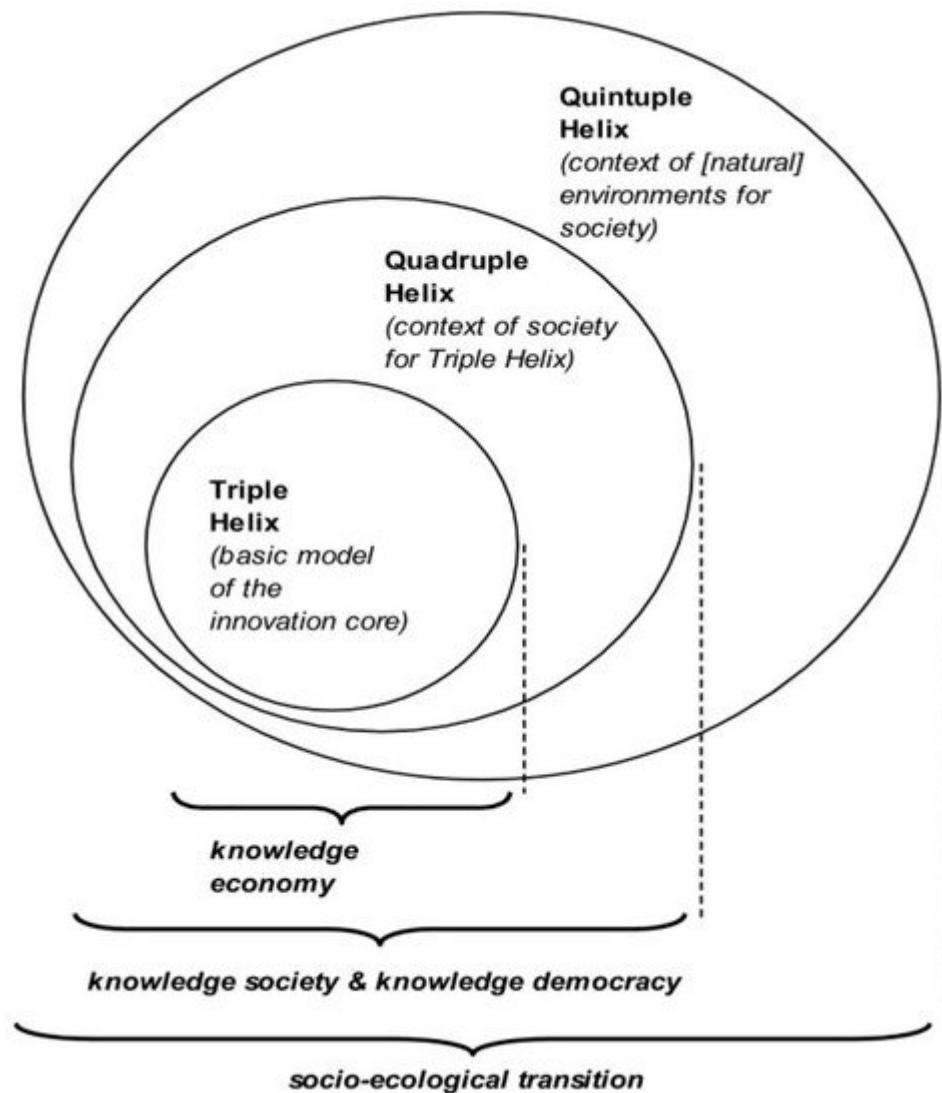 Quintuple
Helix
(context of [natural]
environments for
society)
Quadruple
Helix
(context of society
for Triple Helix)
Triple
Helix
(basic model
of the
innovation core)
knowledge
economy
knowledge society & knowledge democracy
socio-ecological transition